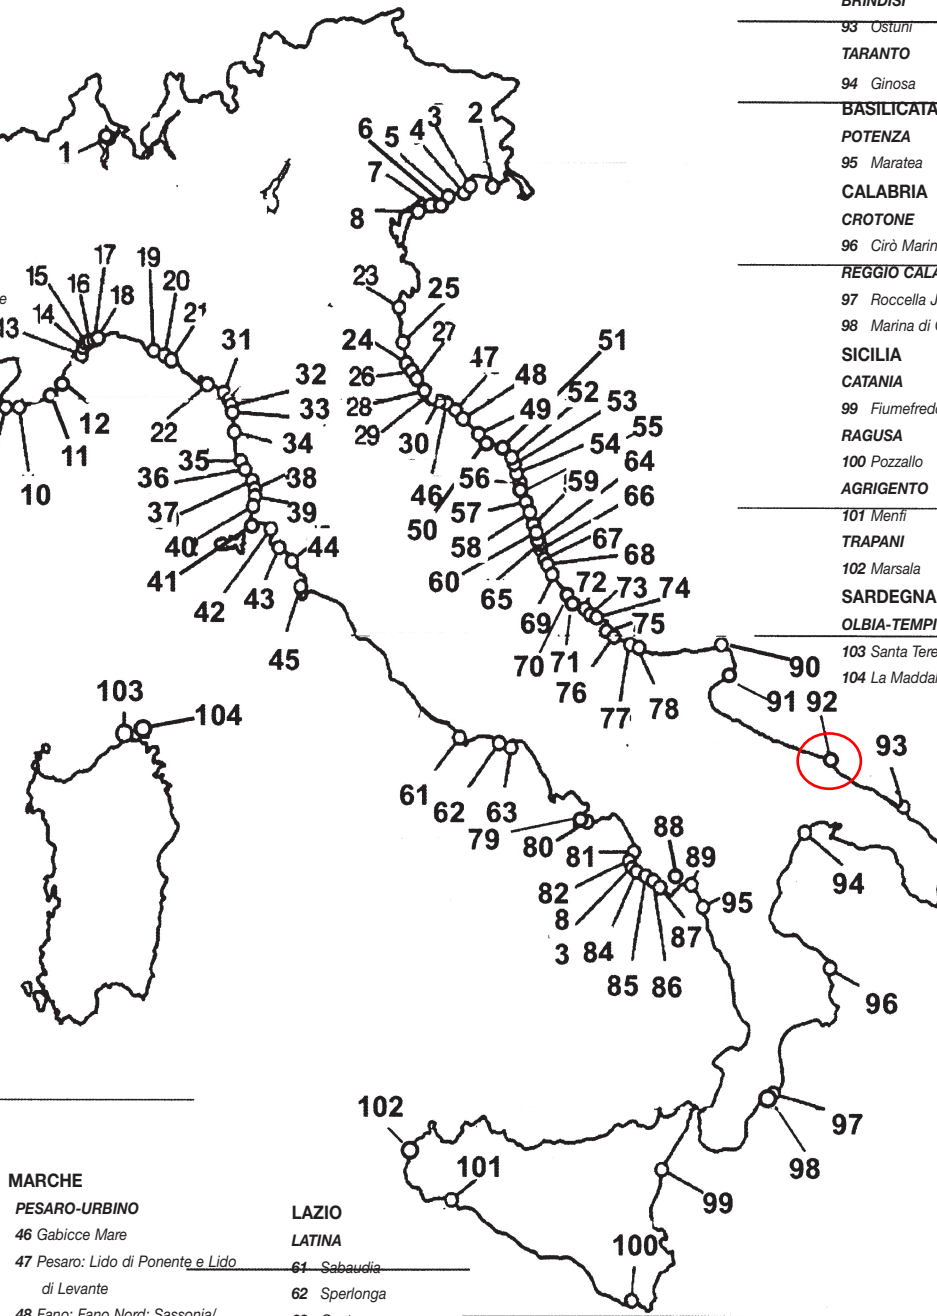 BRINDISI
93 Ostuni
TARANTO
94 Ginosa
BASILICATA
POTENZA
95 Maratea
CALABRIA
CROTONE
96 Cirò Marin
REGGIO CALA
97 Roccella J
98 Marina di
SICILIA
CATANIA
99 Fiumefredd
RAGUSA
100 Pozzallo
AGRIGENTO
101 Menfi
TRAPANI
102 Marsala
SARDEGNA
OLBIA-TEMPI
103 Santa Tere
104 La Maddal
1
6 5 4 3 2
7
8
e
15 16 17 18 19 20 21
14
13
23 25
24 27
26
28
29 30
31
32
33
34
22
12
11
10
35
36
37
38
39
40
41
42 43 44
45
46
47
48
49
51
52
53
54
55
56
50
57
58
59
60
64
65
66
67
68
69
70 71
72 73 74
75
76
77 78
90
91 92
93
103
104
61
62 63
79
80
81
82
8
3 84
85 86
87
88
89
95
94
96
97
98
99
100
101
102
MARCHE
PESARO-URBINO
46 Gabicce Mare
47 Pesaro: Lido di Ponente e Lido
di Levante
48 Fano: Fano Nord; Sassonia/
LAZIO
LATINA
61 Sabaudia
62 Sperlonga